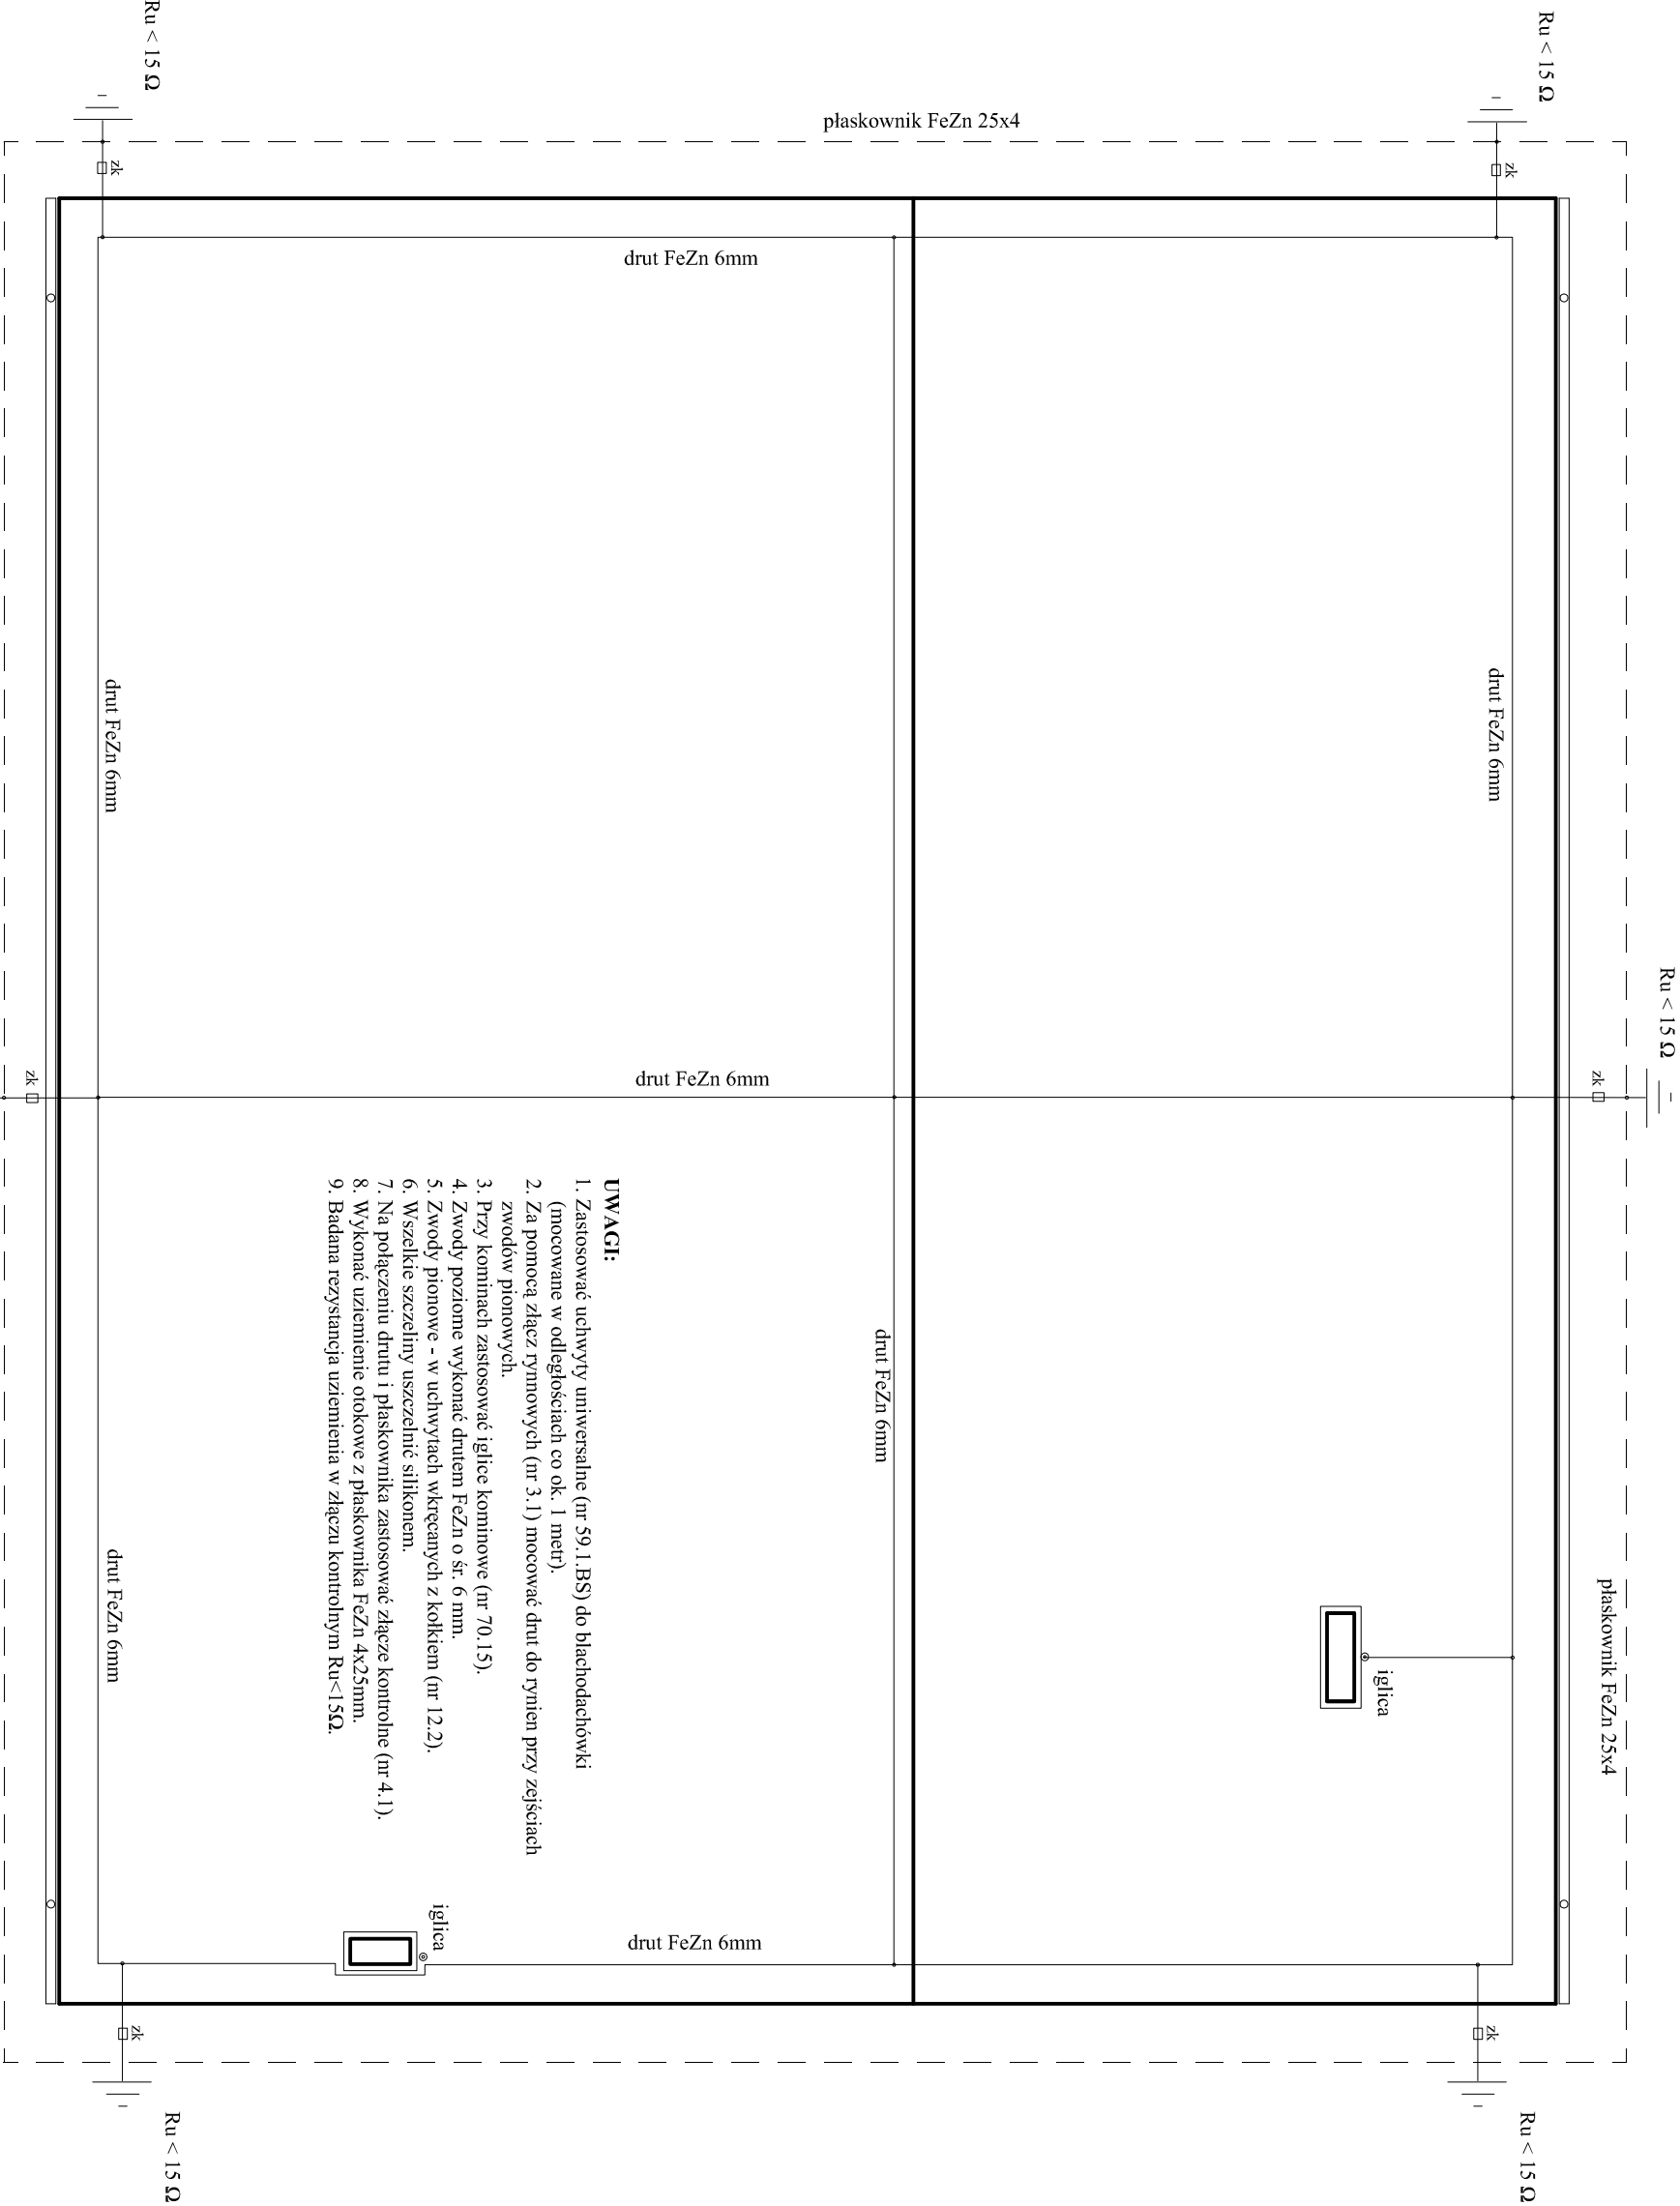 Ru < 15 Ω
Ru < 15 Ω
płaskownik FeZn 25x4
zk
zk
drut FeZn 6mm
drut FeZn 6mm
drut FeZn 6mm
Ru < 15 Ω
zk
zk
drut FeZn 6mm
UWAGI:
1. Zastosować uchwyty uniwersalne (nr 59.1.BS) do blachodachówki
(mocowane w odległościach co ok. 1 metr).
2. Za pomocą złącz rynnowych (nr 3.1) mocować drut do rynien przy zejściach
zwodów pionowych.
3. Przy kominach zastosować iglice kominowe (nr 70.15).
4. Zwody poziome wykonać drutem FeZn o śr. 6 mm.
5. Zwody pionowe - w uchwytach wkręcanych z kołkiem (nr 12.2).
6. Wszelkie szczeliny uszczelnić silikonem.
7. Na połączeniu drutu i płaskownika zastosować złącze kontrolne (nr 4.1).
8. Wykonać uziemienie otokowe z płaskownika FeZn 4x25mm.
9. Badana rezystancja uziemienia w złączu kontrolnym Ru<15Ω.
drut FeZn 6mm
drut FeZn 6mm
płaskownik FeZn 25x4
iglica
iglica
drut FeZn 6mm
zk
zk
Ru < 15 Ω
Ru < 15 Ω